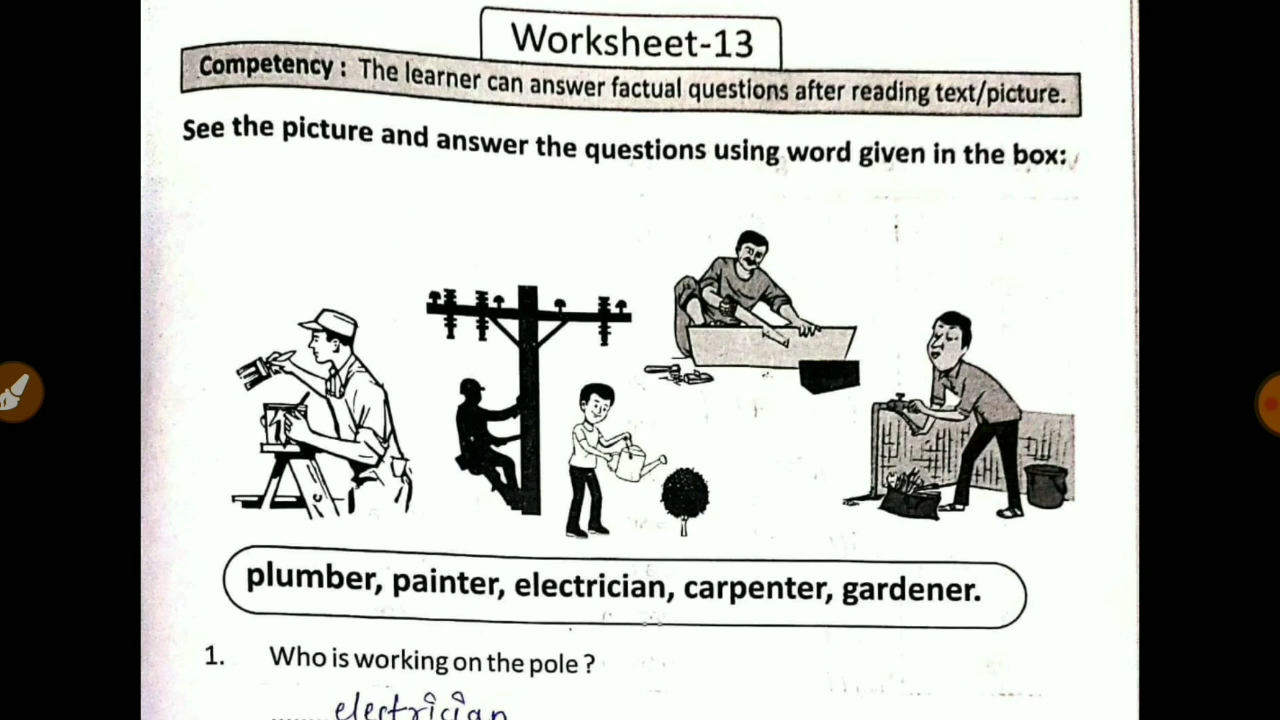 Worksheet-13
Competency : The learner can answer factual questions after reading text/picture.
See the picture and answer the questions using word given in the box:
plumber, painter, electrician, carpenter, gardener.
1. Who is working on the pole ?
electrician